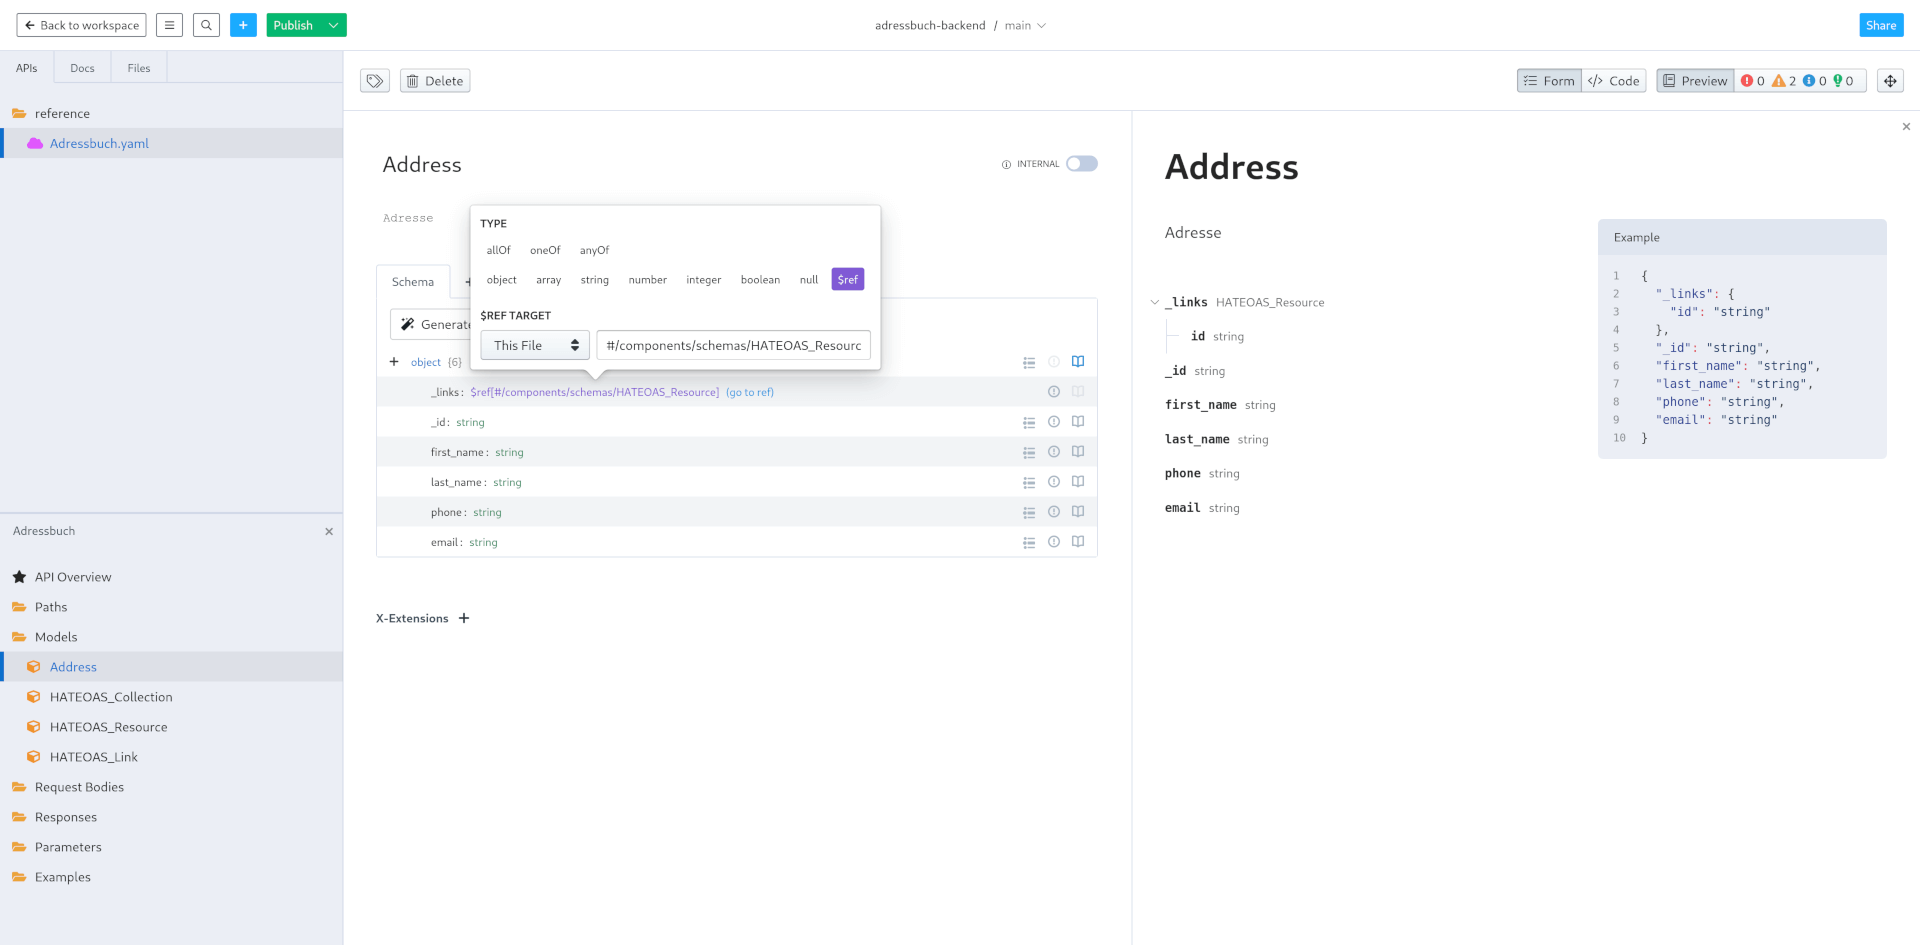 Back to workspace
+
Publish
adressbuch-backend / main
Share
APIs Docs Files
reference
Adressbuch.yaml
Adressbuch
API Overview
Paths
Models
Address
HATEOAS_Collection
HATEOAS_Resource
HATEOAS_Link
Request Bodies
Responses
Parameters
Examples
Delete
Form </> Code
Preview 0 2 0 0
Address
INTERNAL
Adresse
TYPE
allOf oneOf anyOf
object array string number integer boolean null $ref
$REF TARGET
This File #/components/schemas/HATEOAS_Resourc
Schema +
Generate
+ object {6}
_links: $ref[#/components/schemas/HATEOAS_Resource] (go to ref)
_id: string
first_name: string
last_name: string
phone: string
email: string
X-Extensions +
Address
Adresse
_links HATEOAS_Resource
id string
_id string
first_name string
last_name string
phone string
email string
Example
1 {
2 "_links": {
3 "id": "string"
4 },
5 "_id": "string",
6 "first_name": "string",
7 "last_name": "string",
8 "phone": "string",
9 "email": "string"
10 }